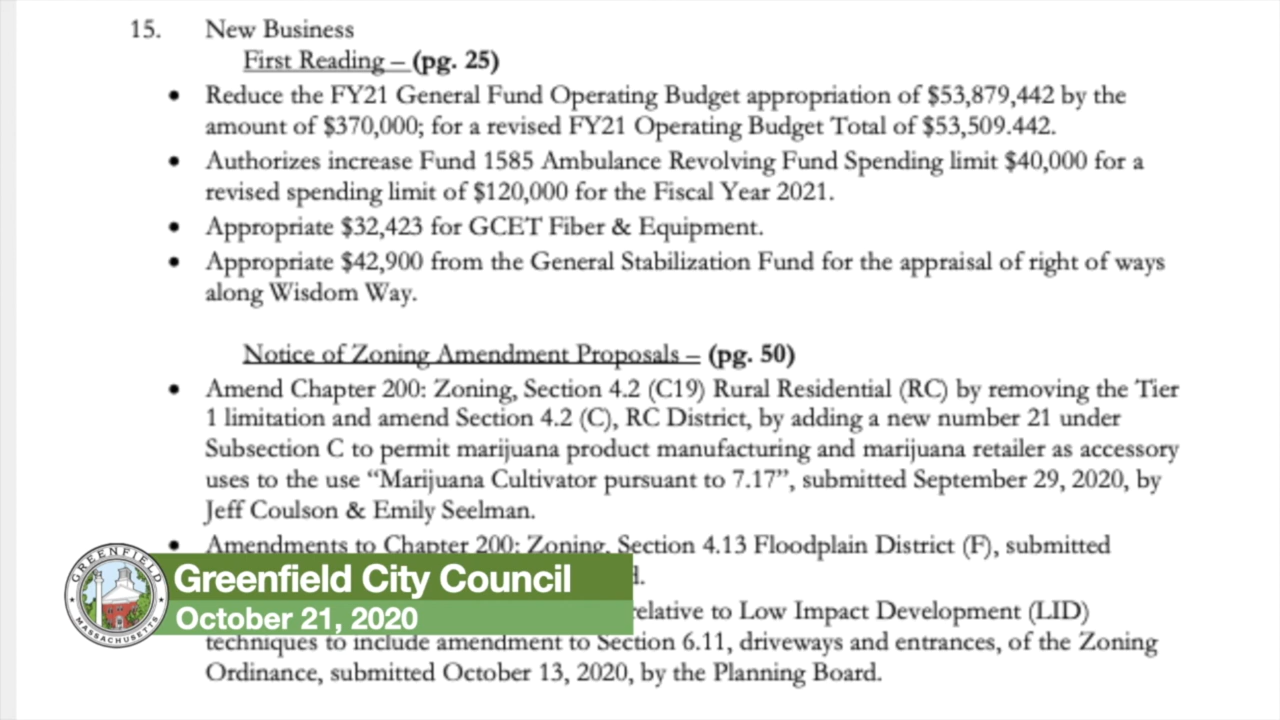 15. New Business
First Reading – (pg. 25)
• Reduce the FY21 General Fund Operating Budget appropriation of $53,879,442 by the
amount of $370,000; for a revised FY21 Operating Budget Total of $53,509.442.
• Authorizes increase Fund 1585 Ambulance Revolving Fund Spending limit $40,000 for a
revised spending limit of $120,000 for the Fiscal Year 2021.
• Appropriate $32,423 for GCET Fiber & Equipment.
• Appropriate $42,900 from the General Stabilization Fund for the appraisal of right of ways
along Wisdom Way.
Notice of Zoning Amendment Proposals – (pg. 50)
• Amend Chapter 200: Zoning, Section 4.2 (C19) Rural Residential (RC) by removing the Tier
1 limitation and amend Section 4.2 (C), RC District, by adding a new number 21 under
Subsection C to permit marijuana product manufacturing and marijuana retailer as accessory
uses to the use “Marijuana Cultivator pursuant to 7.17”, submitted September 29, 2020, by
Jeff Coulson & Emily Seelman.
• Amendments to Chapter 200: Zoning, Section 4.13 Floodplain District (F), submitted
d.
relative to Low Impact Development (LID)
techniques to include amendment to Section 6.11, driveways and entrances, of the Zoning
Ordinance, submitted October 13, 2020, by the Planning Board.
GREENFIELD
MASSACHUSETTS
Greenfield City Council
October 21, 2020